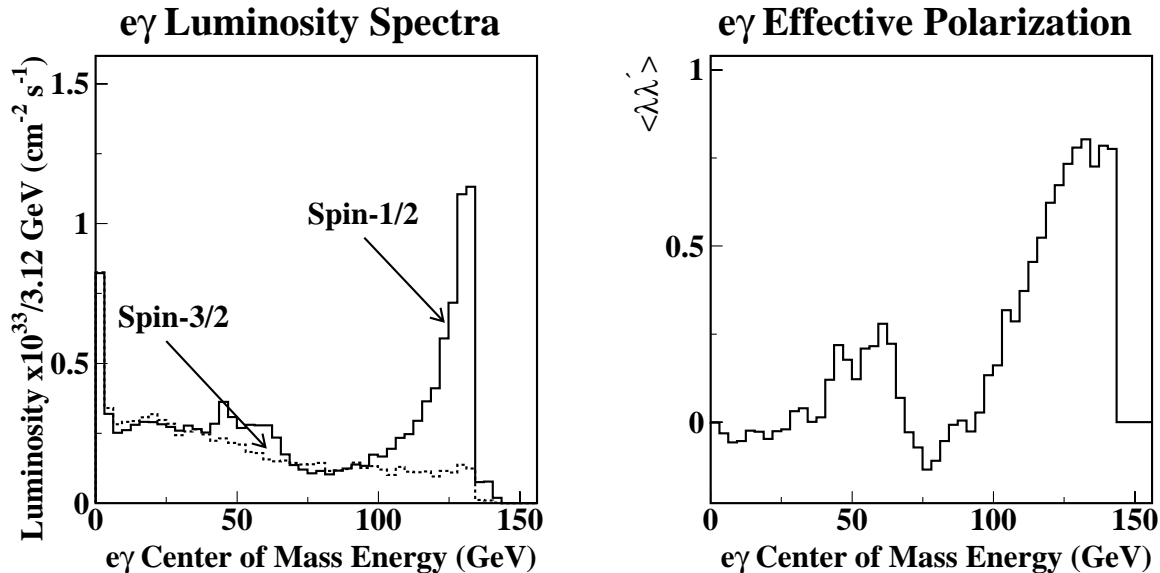 eγ Luminosity Spectra
Luminosity x10³³/3.12 GeV (cm⁻² s⁻¹)
1.5
1
0.5
0
Spin-1/2
Spin-3/2
0 50 100 150
eγ Center of Mass Energy (GeV)
eγ Effective Polarization
<λλ′>
1
0.5
0
0 50 100 150
eγ Center of Mass Energy (GeV)